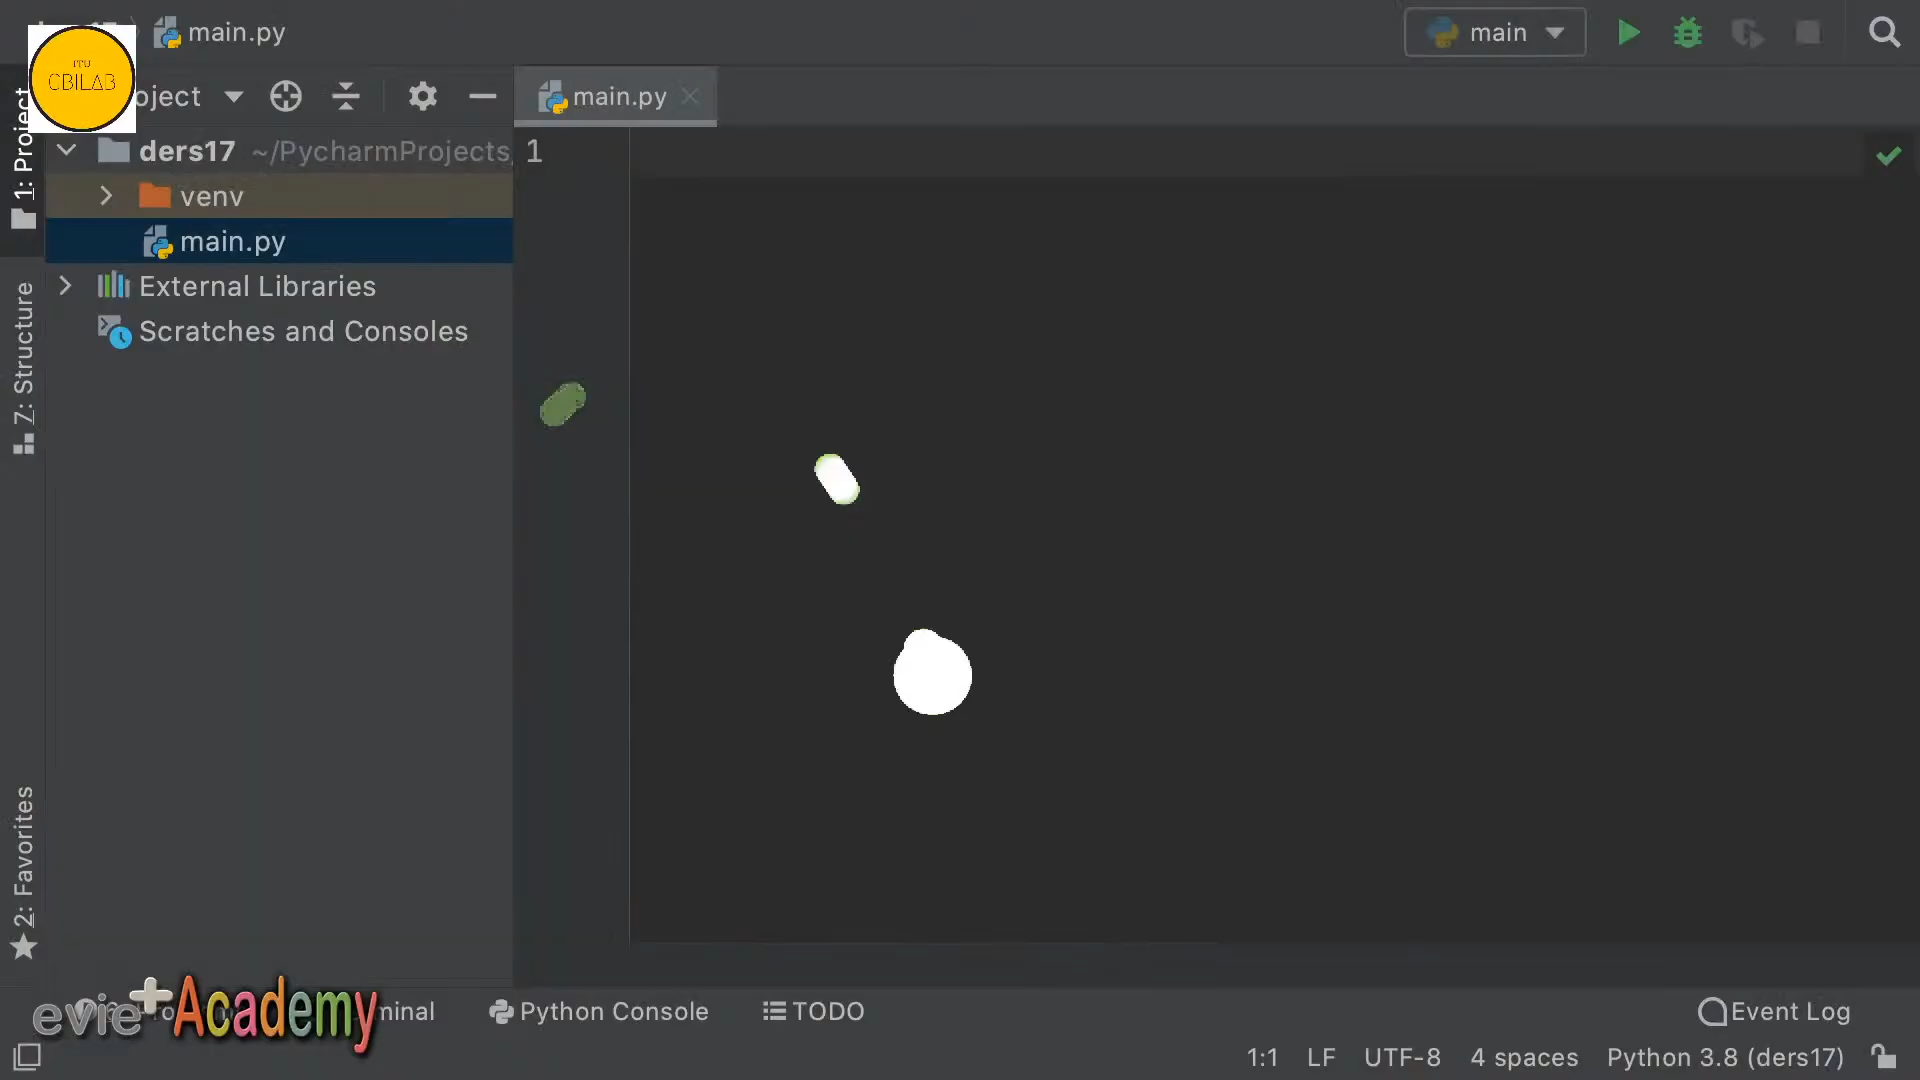 main.py
main
ITU
CBILAB
oject
main.py
1: Project
ders17 ~/PycharmProjects/
1
venv
main.py
External Libraries
Scratches and Consoles
Z: Structure
2: Favorites
evie+Academy
minal
Python Console
TODO
Event Log
1:1
LF
UTF-8
4 spaces
Python 3.8 (ders17)